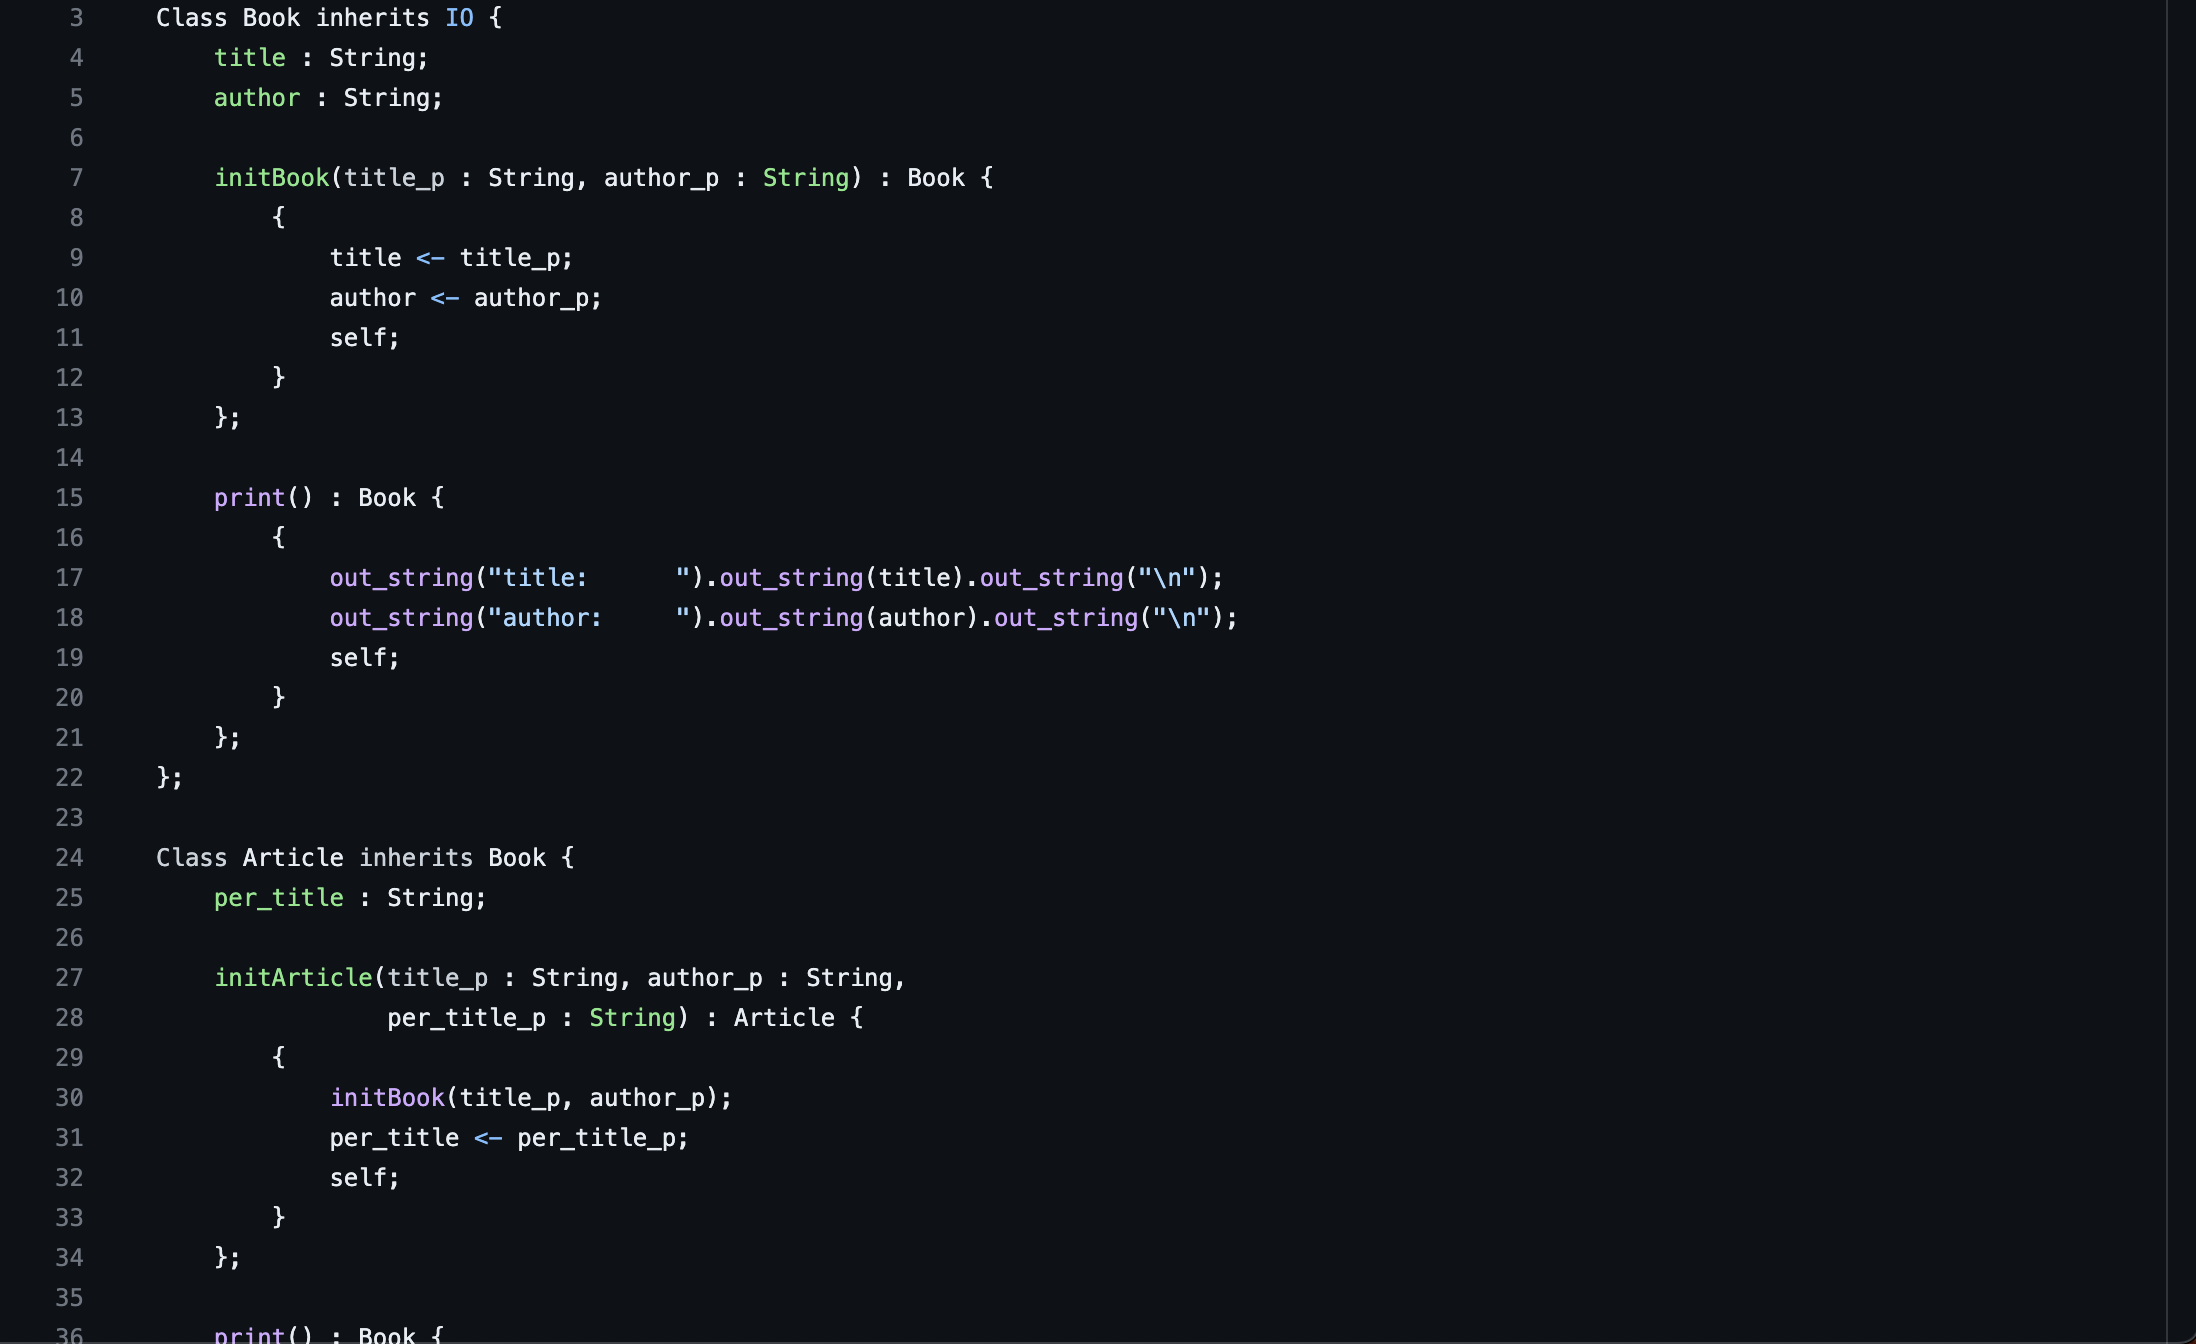 3 Class Book inherits IO {
4     title : String;
5     author : String;
6
7     initBook(title_p : String, author_p : String) : Book {
8         {
9             title <- title_p;
10             author <- author_p;
11             self;
12         }
13     };
14
15     print() : Book {
16         {
17             out_string("title:      ").out_string(title).out_string("\n");
18             out_string("author:     ").out_string(author).out_string("\n");
19             self;
20         }
21     };
22 };
23
24 Class Article inherits Book {
25     per_title : String;
26
27     initArticle(title_p : String, author_p : String,
28                 per_title_p : String) : Article {
29         {
30             initBook(title_p, author_p);
31             per_title <- per_title_p;
32             self;
33         }
34     };
35
36     print() : Book {